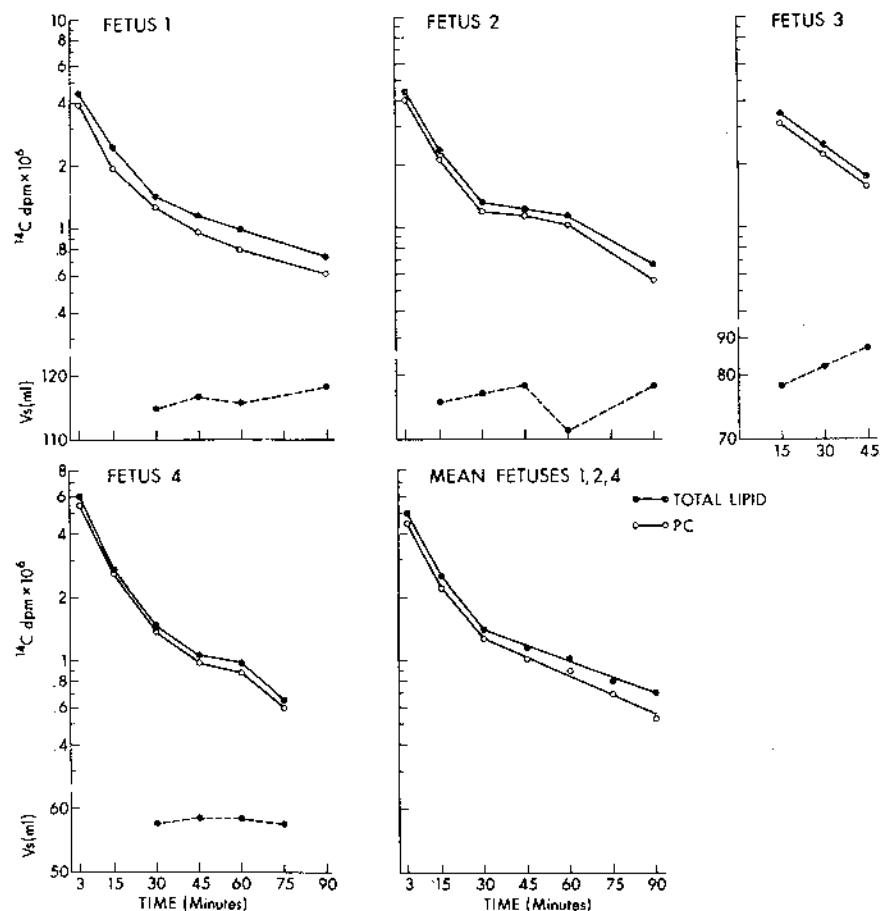 FETUS 1
10
8
6
4
2
1
.8
.6
.4
¹⁴C dpm × 10⁶
120
110
Vs(ml)
FETUS 2
FETUS 3
90
80
70
15 30 45
FETUS 4
8
6
4
2
1
.8
.6
.4
¹⁴C dpm × 10⁶
60
50
Vs(ml)
3 15 30 45 60 75 90
TIME (Minutes)
MEAN FETUSES 1, 2, 4
TOTAL LIPID
PC
3 15 30 45 60 75 90
TIME (Minutes)